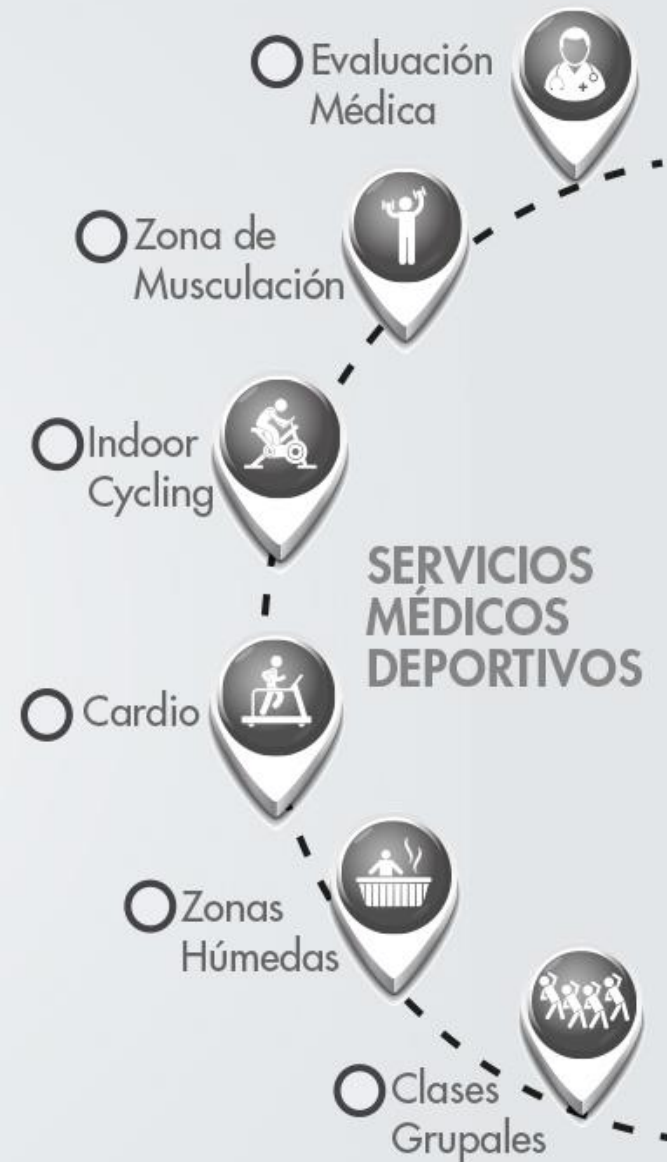 Evaluación
Médica
Zona de
Musculación
Indoor
Cycling
SERVICIOS
MÉDICOS
DEPORTIVOS
Cardio
Zonas
Húmedas
Clases
Grupales